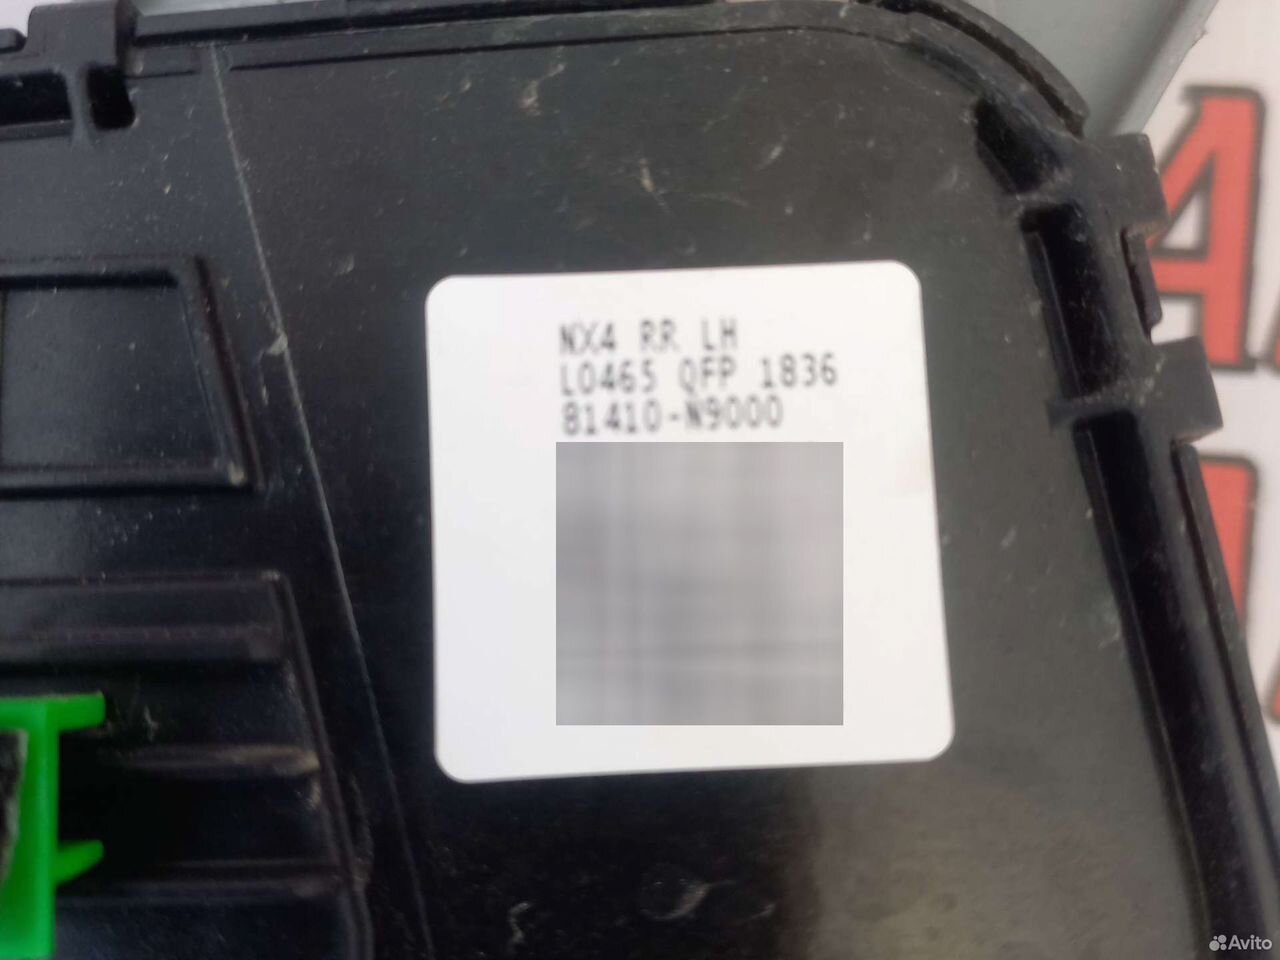 NX4 RR LH
L0465 QFP 1836
81410-N9000
Avito